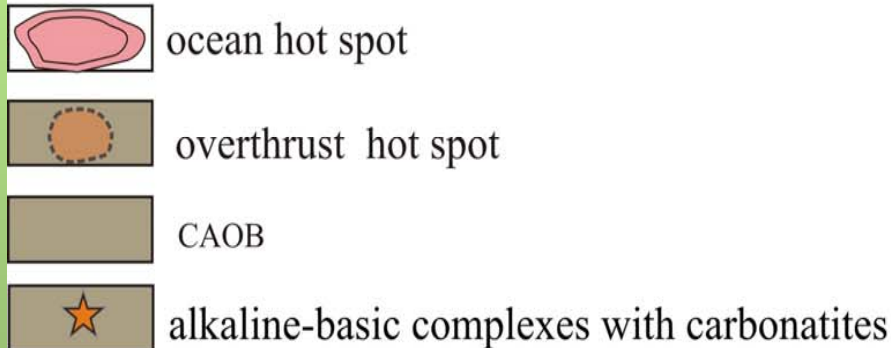 ocean hot spot
overthrust hot spot
CAOB
alkaline-basic complexes with carbonatites